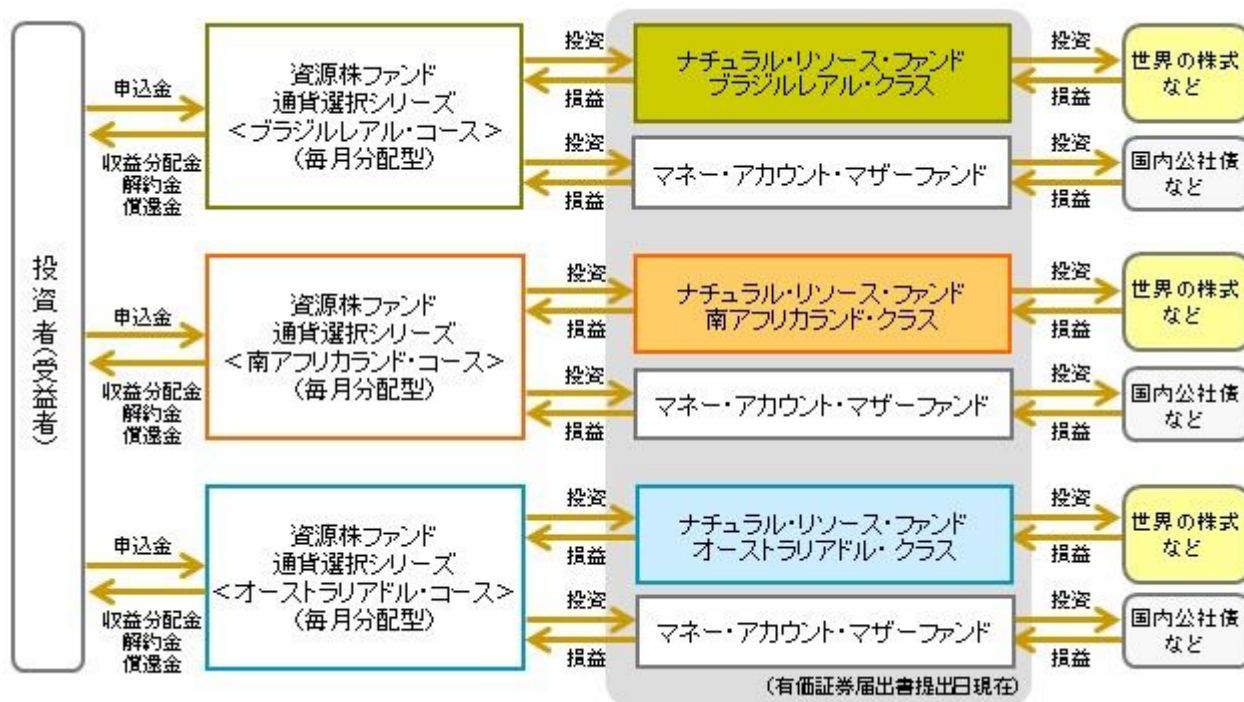 投資者(受益者)
申込金
収益分配金
解約金
償還金
資源株ファンド
通貨選択シリーズ
<ブラジルレアル・コース>
(毎月分配型)
投資
損益
ナチュラル・リソース・ファンド
ブラジルレアル・クラス
投資
損益
世界の株式
など
投資
損益
マネー・アカウント・マザーファンド
投資
損益
国内公社債
など
申込金
収益分配金
解約金
償還金
資源株ファンド
通貨選択シリーズ
<南アフリカランド・コース>
(毎月分配型)
投資
損益
ナチュラル・リソース・ファンド
南アフリカランド・クラス
投資
損益
世界の株式
など
投資
損益
マネー・アカウント・マザーファンド
投資
損益
国内公社債
など
申込金
収益分配金
解約金
償還金
資源株ファンド
通貨選択シリーズ
<オーストラリアドル・コース>
(毎月分配型)
投資
損益
ナチュラル・リソース・ファンド
オーストラリアドル・クラス
投資
損益
世界の株式
など
投資
損益
マネー・アカウント・マザーファンド
投資
損益
国内公社債
など
(有価証券届出書提出日現在)